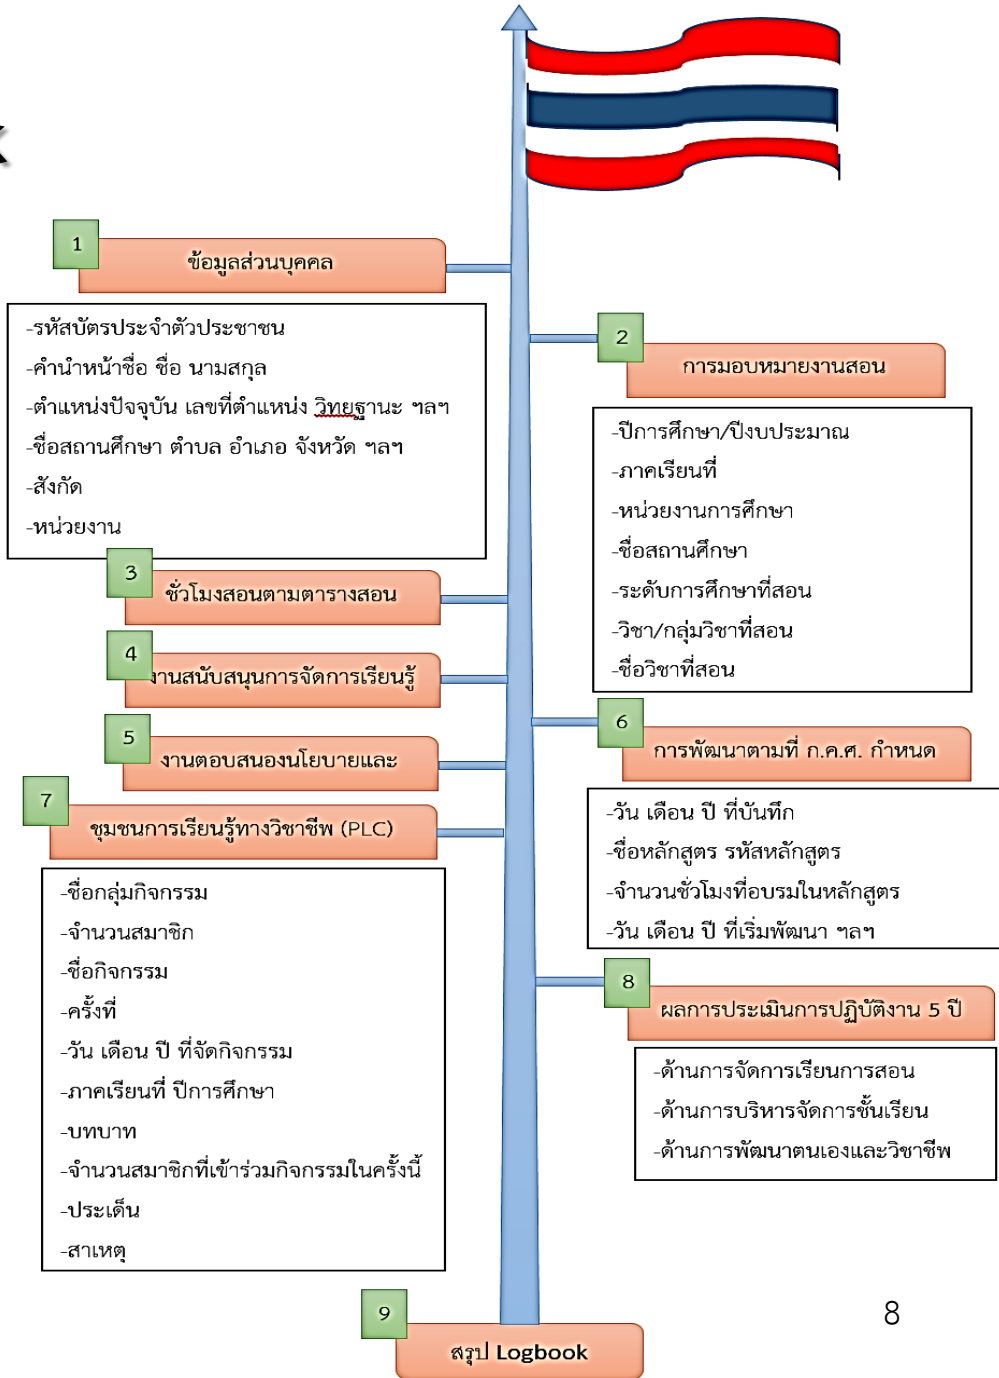 1
ข้อมูลส่วนบุคคล
-รหัสบัตรประจำตัวประชาชน
-คำนำหน้าชื่อ ชื่อ นามสกุล
-ตำแหน่งปัจจุบัน เลขที่ตำแหน่ง วิทยฐานะ ฯลฯ
-ชื่อสถานศึกษา ตำบล อำเภอ จังหวัด ฯลฯ
-สังกัด
-หน่วยงาน
2
การมอบหมายงานสอน
-ปีการศึกษา/ปีงบประมาณ
-ภาคเรียนที่
-หน่วยงานการศึกษา
-ชื่อสถานศึกษา
-ระดับการศึกษาที่สอน
-วิชา/กลุ่มวิชาที่สอน
-ชื่อวิชาที่สอน
3
ชั่วโมงสอนตามตารางสอน
4
งานสนับสนุนการจัดการเรียนรู้
5
งานตอบสนองนโยบายและ
6
การพัฒนาตามที่ ก.ค.ศ. กำหนด
-วัน เดือน ปี ที่บันทึก
-ชื่อหลักสูตร รหัสหลักสูตร
-จำนวนชั่วโมงที่อบรมในหลักสูตร
-วัน เดือน ปี ที่เริ่มพัฒนา ฯลฯ
7
ชุมชนการเรียนรู้ทางวิชาชีพ (PLC)
-ชื่อกลุ่มกิจกรรม
-จำนวนสมาชิก
-ชื่อกิจกรรม
-ครั้งที่
-วัน เดือน ปี ที่จัดกิจกรรม
-ภาคเรียนที่ ปีการศึกษา
-บทบาท
-จำนวนสมาชิกที่เข้าร่วมกิจกรรมในครั้งนี้
-ประเด็น
-สาเหตุ
8
ผลการประเมินการปฏิบัติงาน 5 ปี
-ด้านการจัดการเรียนการสอน
-ด้านการบริหารจัดการชั้นเรียน
-ด้านการพัฒนาตนเองและวิชาชีพ
9
สรุป Logbook
8